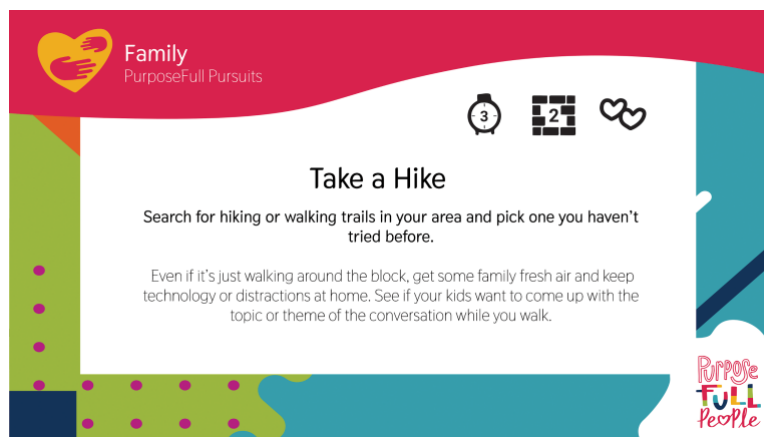 Family
PurposeFull Pursuits
3
2
Take a Hike
Search for hiking or walking trails in your area and pick one you haven't
tried before.
Even if it's just walking around the block, get some family fresh air and keep
technology or distractions at home. See if your kids want to come up with the
topic or theme of the conversation while you walk.
Purpose
FULL
People